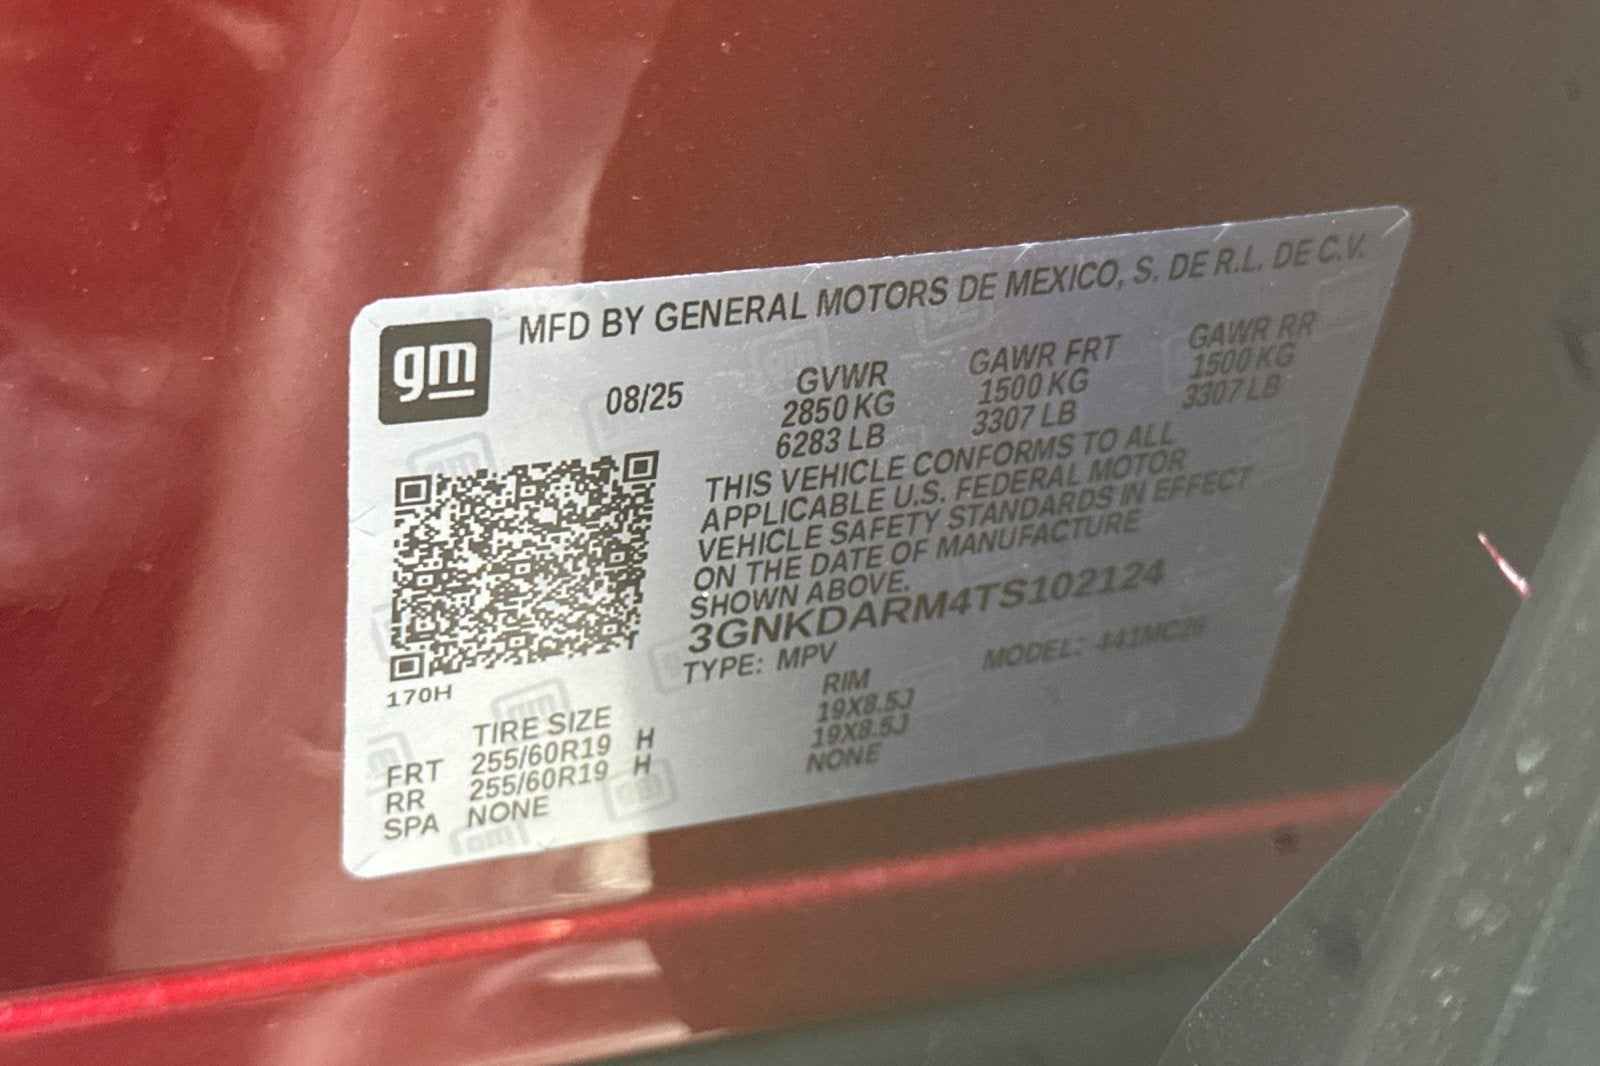 gm
MFD BY GENERAL MOTORS DE MEXICO, S. DE R.L. DE C.V.
08/25
GVWR GAWR FRT GAWR RR
2850 KG 1500 KG 1500 KG
6283 LB 3307 LB 3307 LB
THIS VEHICLE CONFORMS TO ALL
APPLICABLE U.S. FEDERAL MOTOR
VEHICLE SAFETY STANDARDS IN EFFECT
ON THE DATE OF MANUFACTURE
SHOWN ABOVE.
3GNKDARM4TS102124
TYPE: MPV MODEL: 441MC26
170H
TIRE SIZE RIM
FRT 255/60R19 H 19X8.5J
RR 255/60R19 H 19X8.5J
SPA NONE NONE